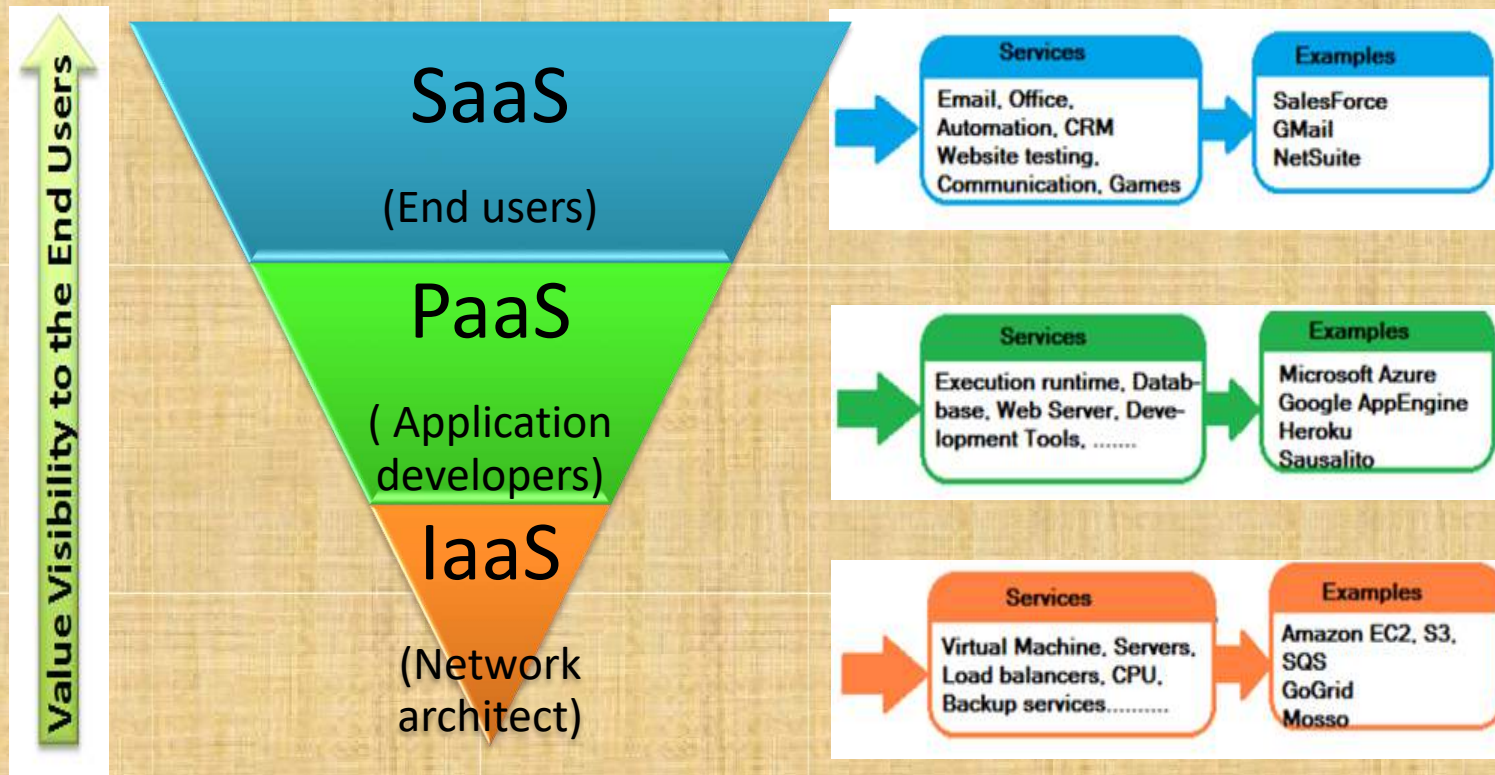 Value Visibility to the End Users
SaaS
(End users)
Services
Email, Office,
Automation, CRM
Website testing,
Communication, Games
Examples
SalesForce
GMail
NetSuite
PaaS
( Application
developers)
Services
Execution runtime, Datab-
base, Web Server, Deve-
lopment Tools, .......
Examples
Microsoft Azure
Google AppEngine
Heroku
Sausalito
IaaS
(Network
architect)
Services
Virtual Machine, Servers,
Load balancers, CPU,
Backup services..........
Examples
Amazon EC2, S3,
SQS
GoGrid
Mosso